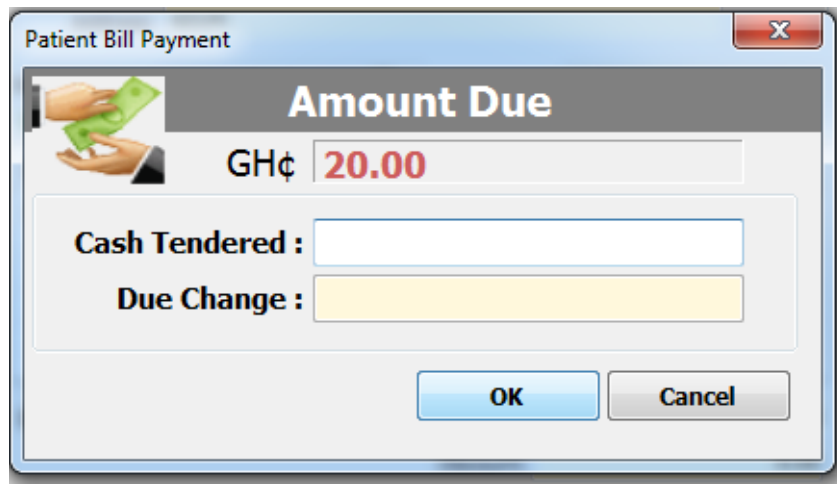 Patient Bill Payment
Amount Due
GH¢ 20.00
Cash Tendered :
Due Change :
OK Cancel